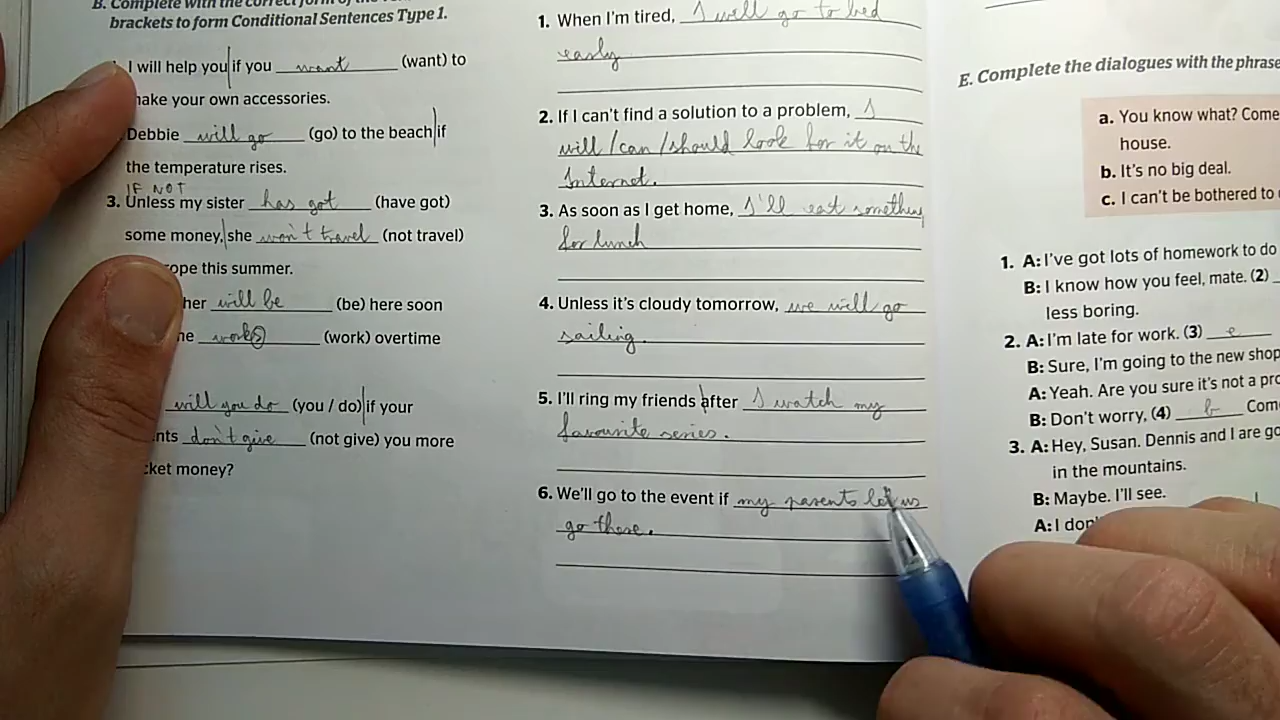 B. Complete with the correct form of the
brackets to form Conditional Sentences Type 1.
I will help you if you want (want) to
make your own accessories.
Debbie will go (go) to the beach if
the temperature rises.
IF NOT
3. Unless my sister has got (have got)
some money, she won't travel (not travel)
rope this summer.
her will be (be) here soon
he works (work) overtime
will you do (you / do) if your
nts don't give (not give) you more
cket money?
1. When I'm tired, I will go to bed
early
2. If I can't find a solution to a problem, I
will/can/should look for it on the
Internet.
3. As soon as I get home, I'll eat something
for lunch
4. Unless it's cloudy tomorrow, we will go
sailing.
5. I'll ring my friends after I watch my
favourite series.
6. We'll go to the event if my parents let us
go there.
E. Complete the dialogues with the phrase
a. You know what? Come
house.
b. It's no big deal.
c. I can't be bothered to
1. A: I've got lots of homework to do
B: I know how you feel, mate. (2)
less boring.
2. A: I'm late for work. (3) e
B: Sure, I'm going to the new shop
A: Yeah. Are you sure it's not a pro
B: Don't worry, (4) b Com
3. A: Hey, Susan. Dennis and I are go
in the mountains.
B: Maybe. I'll see.
A: I don'